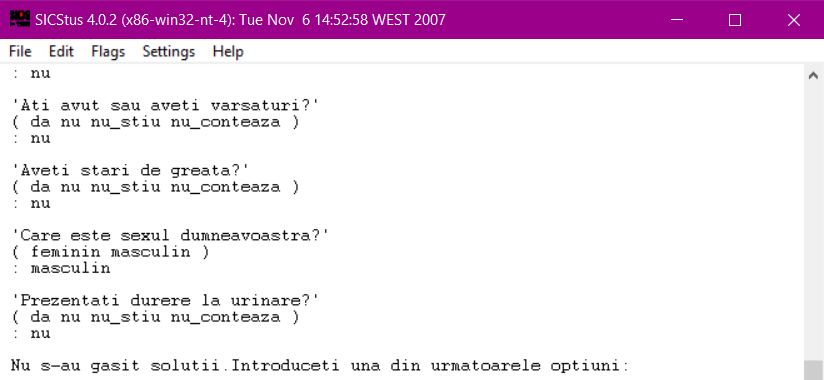 SICStus 4.0.2 (x86-win32-nt-4): Tue Nov  6 14:52:58 WEST 2007
File Edit Flags Settings Help
: nu
'Ati avut sau aveti varsaturi?'
( da nu nu_stiu nu_conteaza )
: nu
'Aveti stari de greata?'
( da nu nu_stiu nu_conteaza )
: nu
'Care este sexul dumneavoastra?'
( feminin masculin )
: masculin
'Prezentati durere la urinare?'
( da nu nu_stiu nu_conteaza )
: nu
Nu s-au gasit solutii.Introduceti una din urmatoarele optiuni: